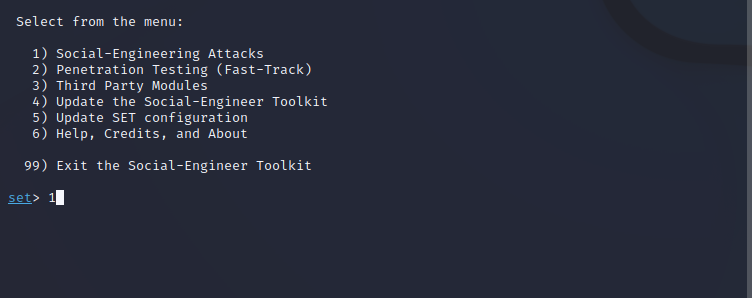 Select from the menu:
1) Social-Engineering Attacks
2) Penetration Testing (Fast-Track)
3) Third Party Modules
4) Update the Social-Engineer Toolkit
5) Update SET configuration
6) Help, Credits, and About
99) Exit the Social-Engineer Toolkit
set> 1